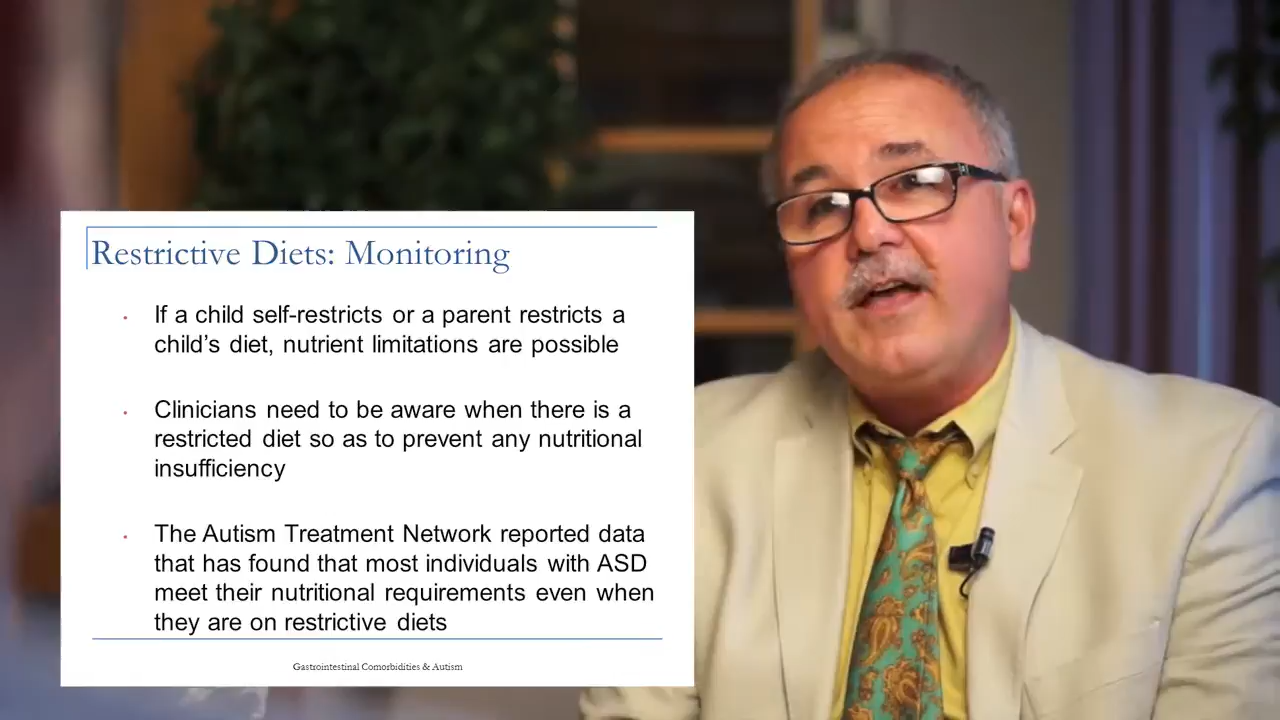 Restrictive Diets: Monitoring
If a child self-restricts or a parent restricts a
child’s diet, nutrient limitations are possible
Clinicians need to be aware when there is a
restricted diet so as to prevent any nutritional
insufficiency
The Autism Treatment Network reported data
that has found that most individuals with ASD
meet their nutritional requirements even when
they are on restrictive diets
Gastrointestinal Comorbidities & Autism